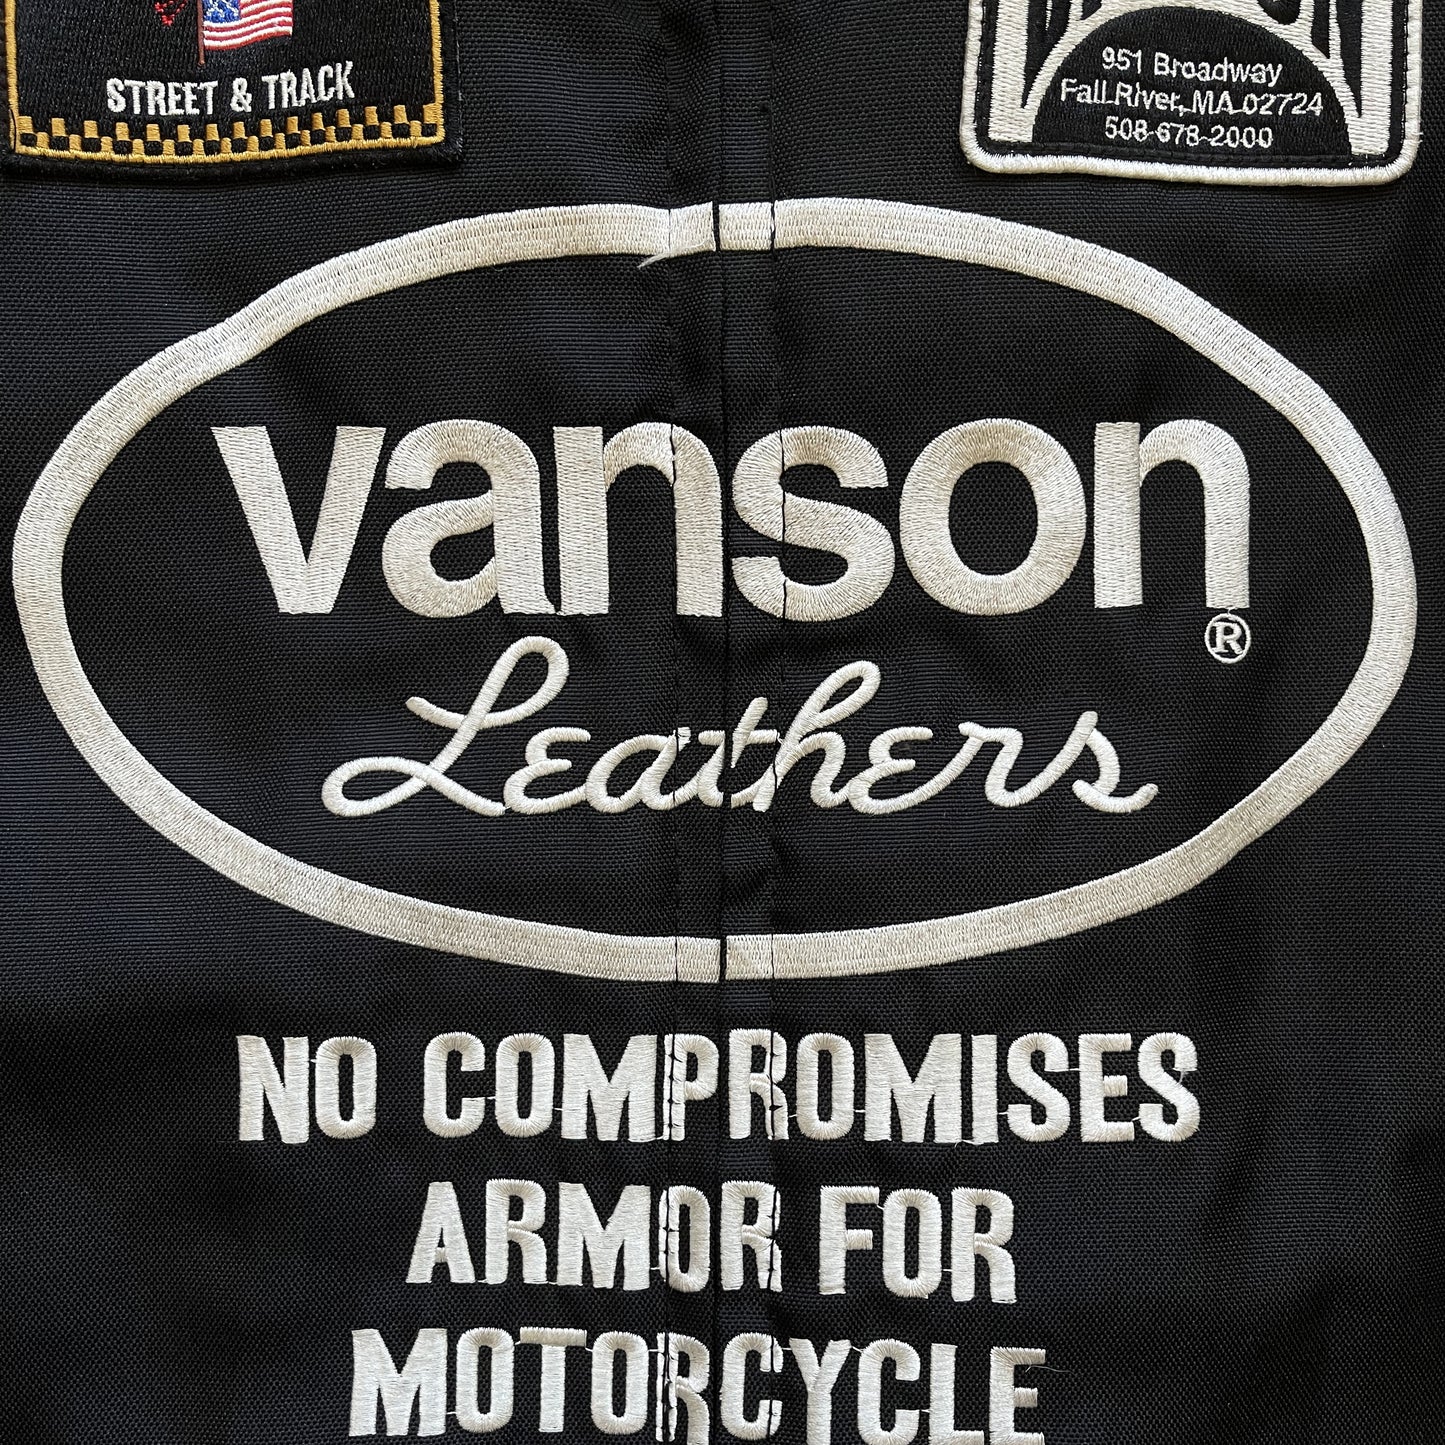 STREET & TRACK
951 Broadway
Fall River, MA 02724
508-678-2000
vanson
Leathers
®
NO COMPROMISES
ARMOR FOR
MOTORCYCLE